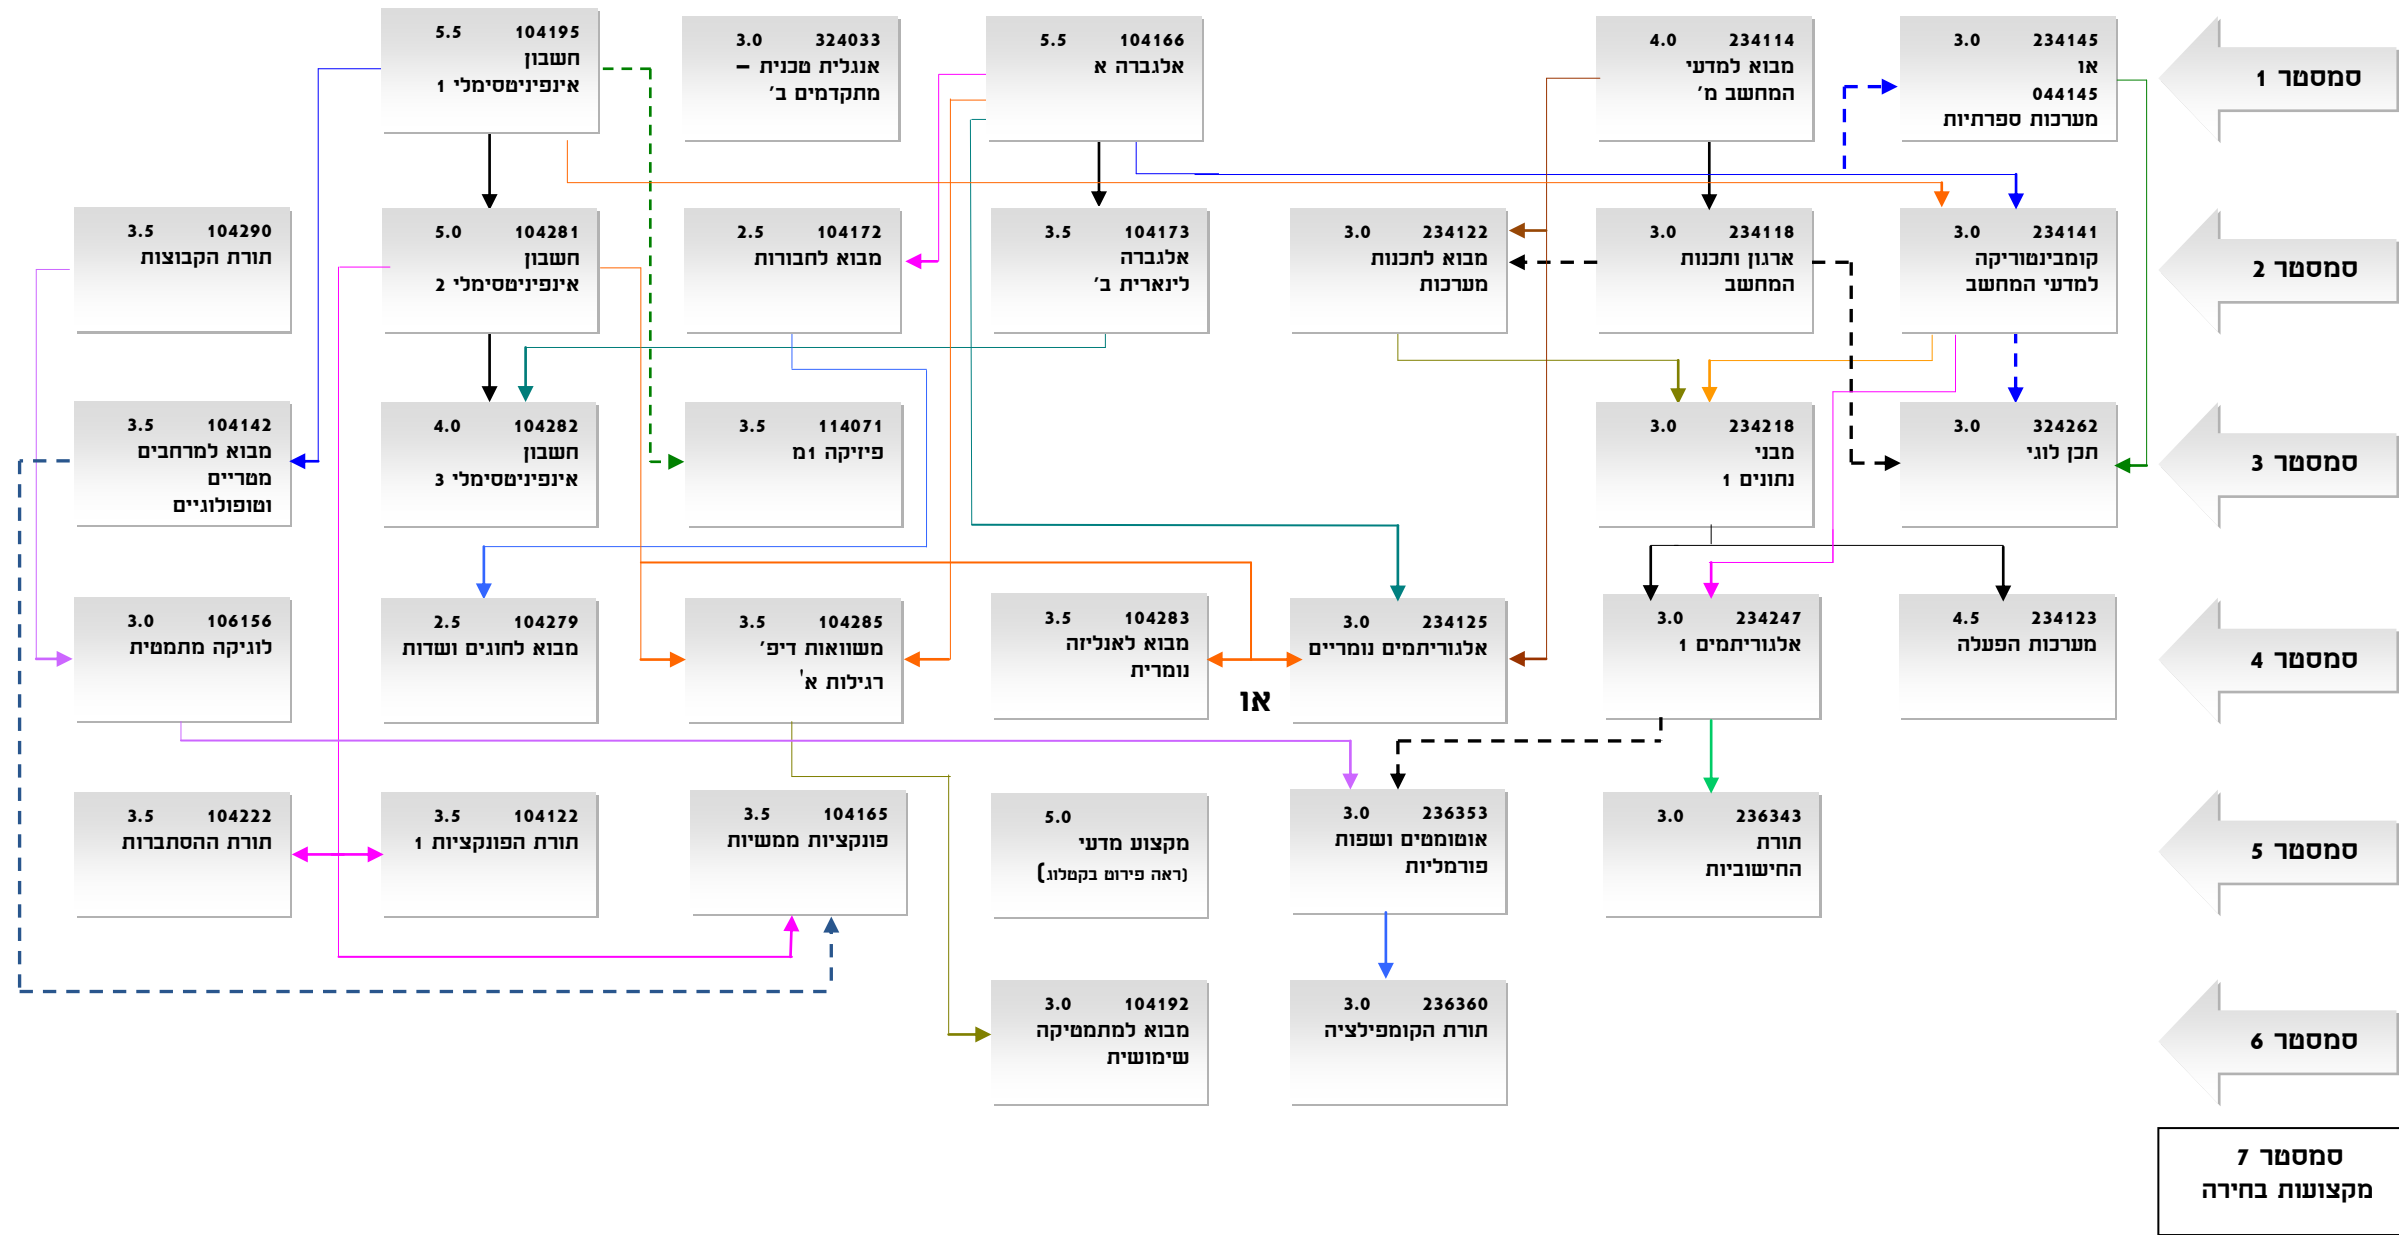 סמסטר 1
234145 3.0
או
044145
מערכות ספרתיות
234114 4.0
מבוא למדעי
המחשב מ'
104166 5.5
אלגברה א
324033 3.0
אנגלית טכנית –
מתקדמים ב'
104195 5.5
חשבון
אינפיניטסימלי 1
סמסטר 2
234141 3.0
קומבינטוריקה
למדעי המחשב
234118 3.0
ארגון ותכנות
המחשב
234122 3.0
מבוא לתכנות
מערכות
104173 3.5
אלגברה
לינארית ב'
104172 2.5
מבוא לחבורות
104281 5.0
חשבון
אינפיניטסימלי 2
104290 3.5
תורת הקבוצות
סמסטר 3
324262 3.0
תכן לוגי
234218 3.0
מבני
נתונים 1
114071 3.5
פיזיקה 1מ
104282 4.0
חשבון
אינפיניטסימלי 3
104142 3.5
מבוא למרחבים
מטריים
וטופולוגיים
סמסטר 4
234123 4.5
מערכות הפעלה
234247 3.0
אלגוריתמים 1
234125 3.0
אלגוריתמים נומריים
או
104283 3.5
מבוא לאנליזה
נומרית
104285 3.5
משוואות דיפ'
רגילות א'
104279 2.5
מבוא לחוגים ושדות
106156 3.0
לוגיקה מתמטית
סמסטר 5
236343 3.0
תורת
החישוביות
236353 3.0
אוטומטים ושפות
פורמליות
5.0
מקצוע מדעי
(ראה פירוט בקטלוג)
104165 3.5
פונקציות ממשיות
104122 3.5
תורת הפונקציות 1
104222 3.5
תורת ההסתברות
סמסטר 6
236360 3.0
תורת הקומפילציה
104192 3.0
מבוא למתמטיקה
שימושית
סמסטר 7
מקצועות בחירה